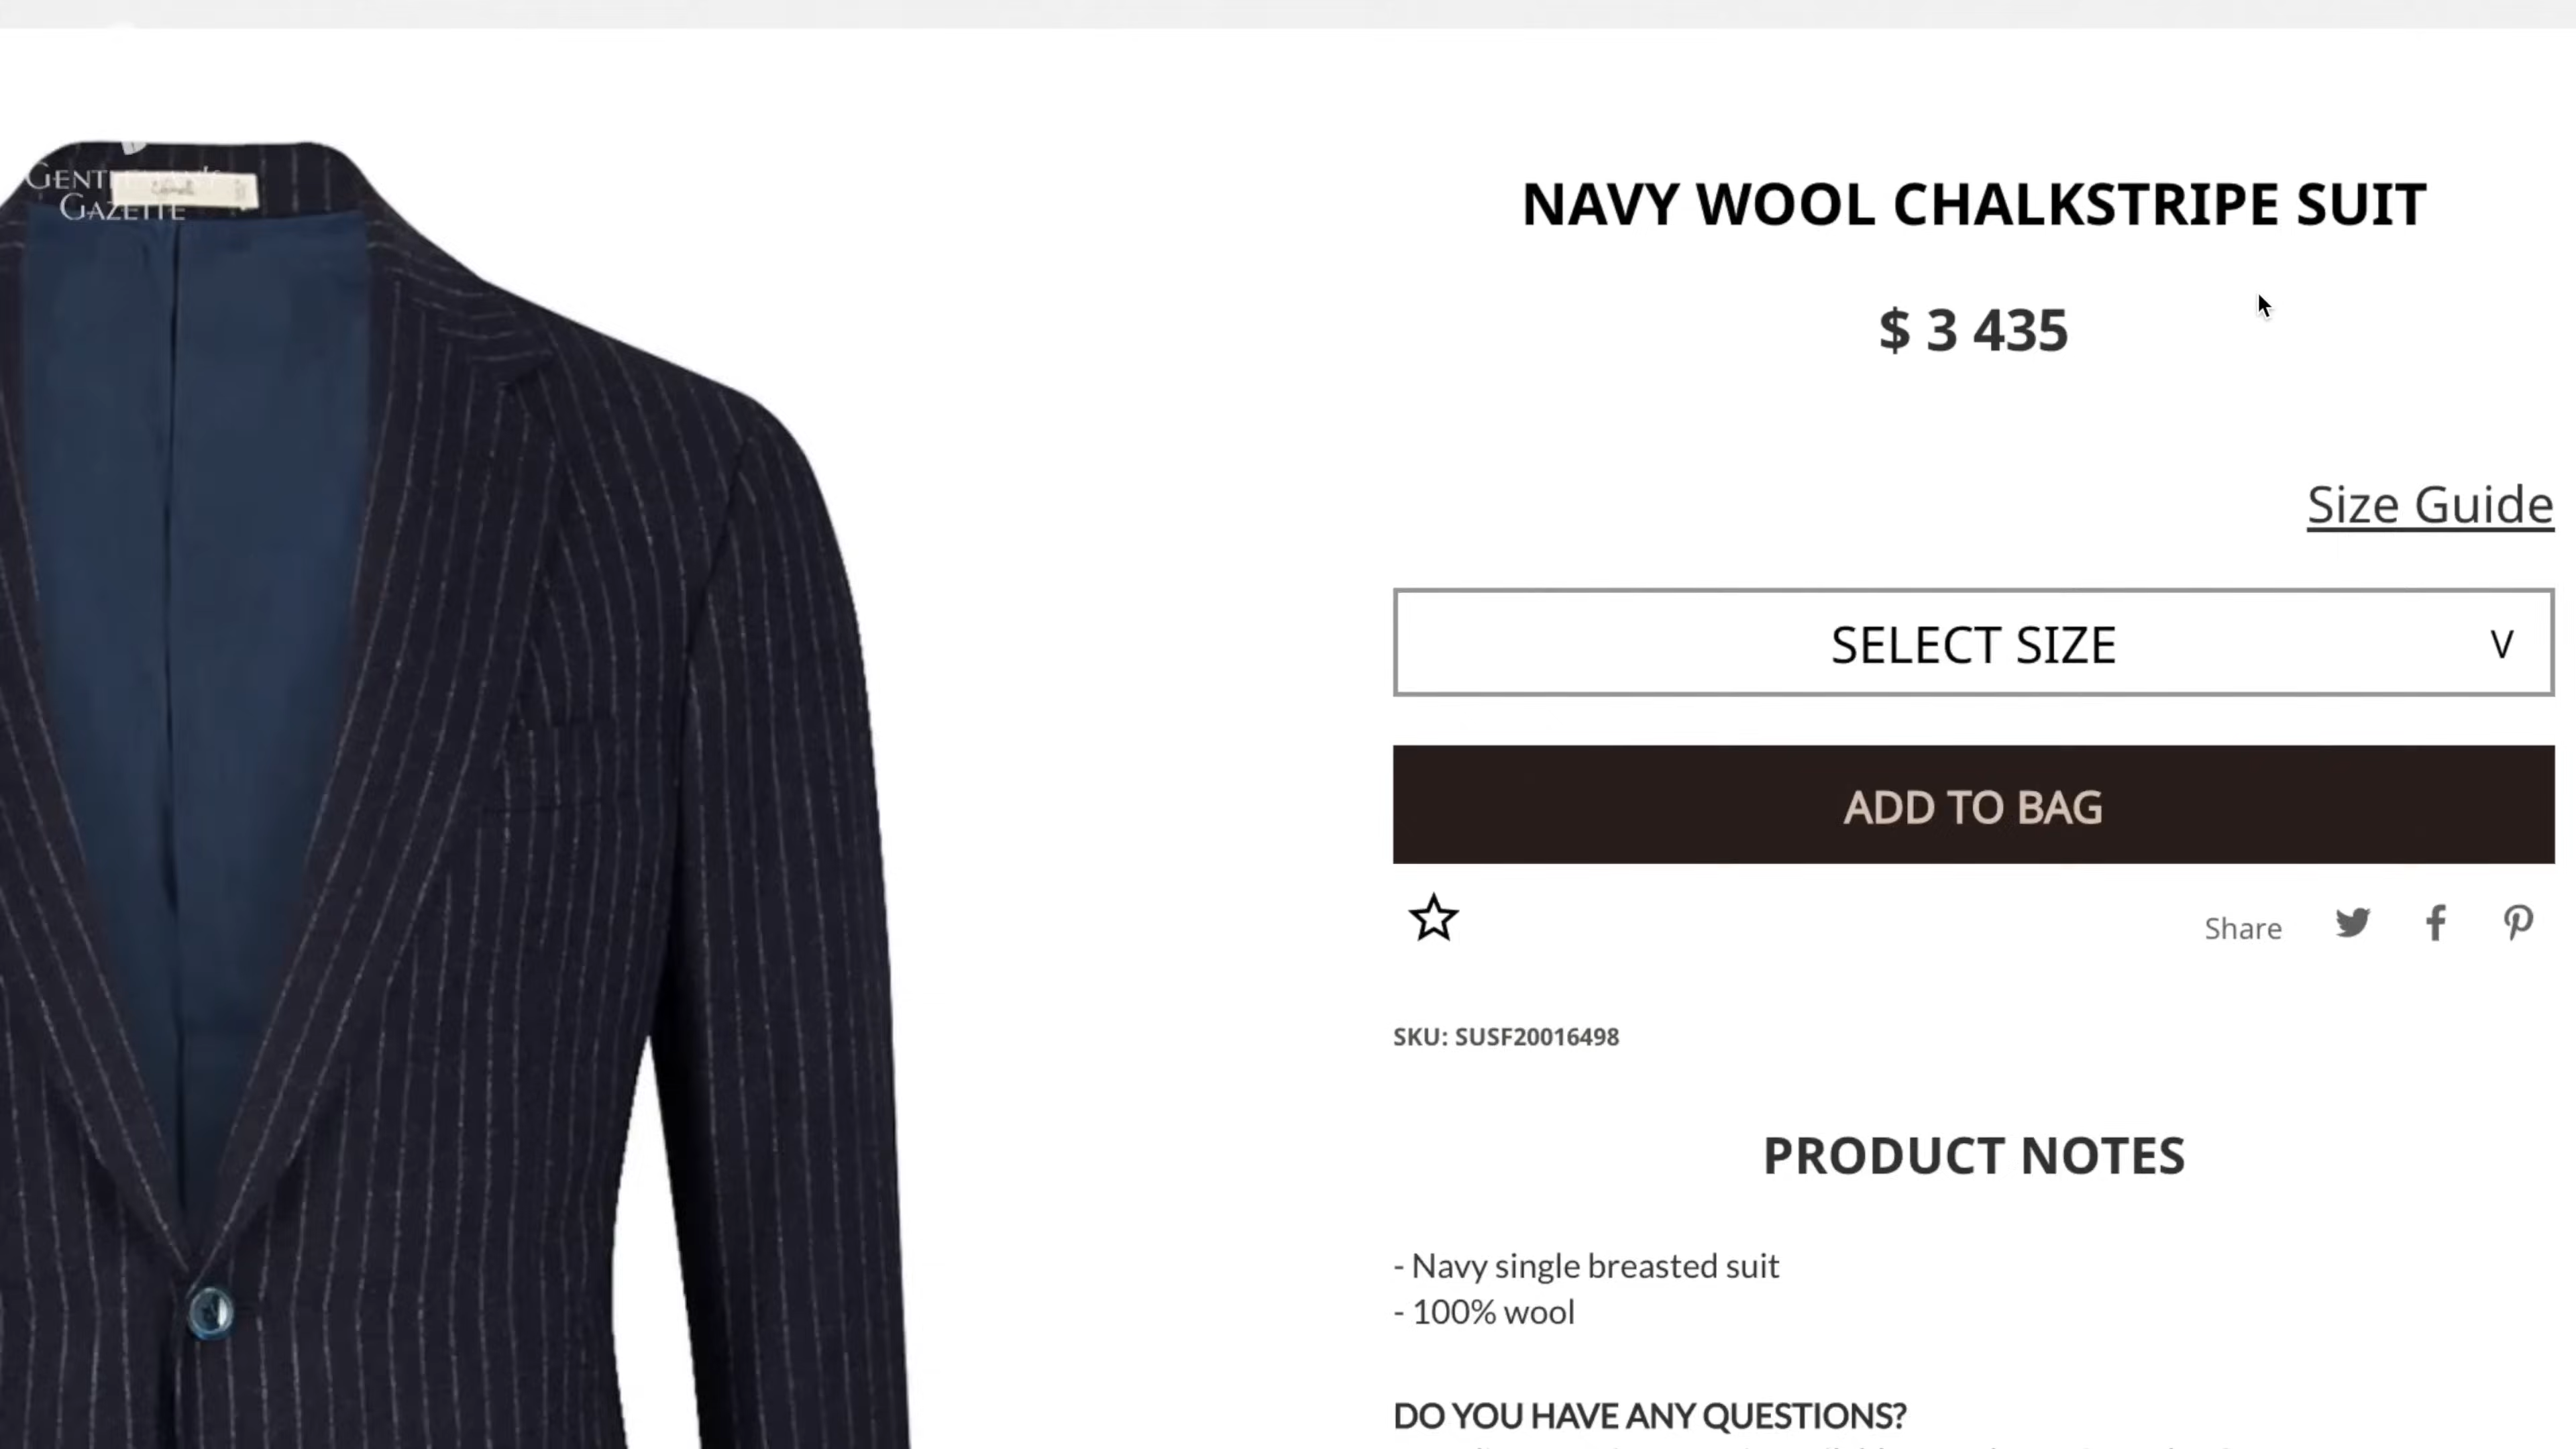 GENTLEMAN'S
GAZETTE
NAVY WOOL CHALKSTRIPE SUIT
$ 3 435
Size Guide
SELECT SIZE V
ADD TO BAG
Share
SKU: SUSF20016498
PRODUCT NOTES
- Navy single breasted suit
- 100% wool
DO YOU HAVE ANY QUESTIONS?